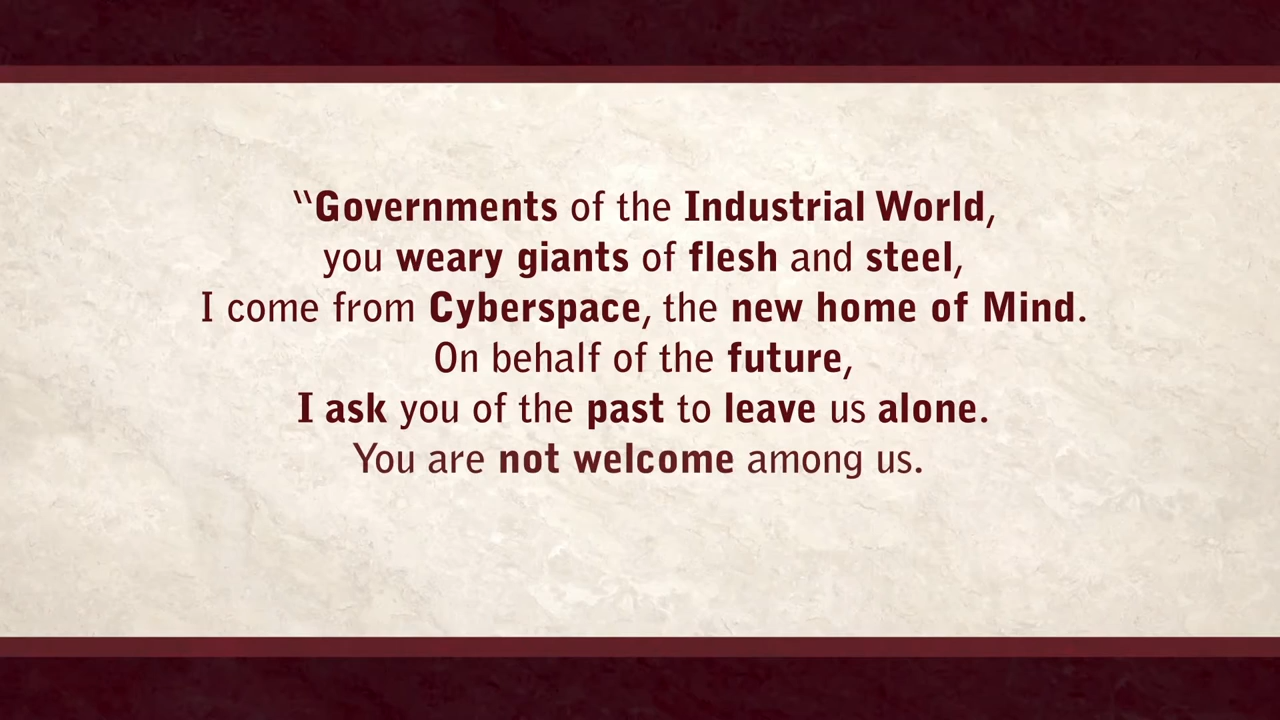 “Governments of the Industrial World,
you weary giants of flesh and steel,
I come from Cyberspace, the new home of Mind.
On behalf of the future,
I ask you of the past to leave us alone.
You are not welcome among us.